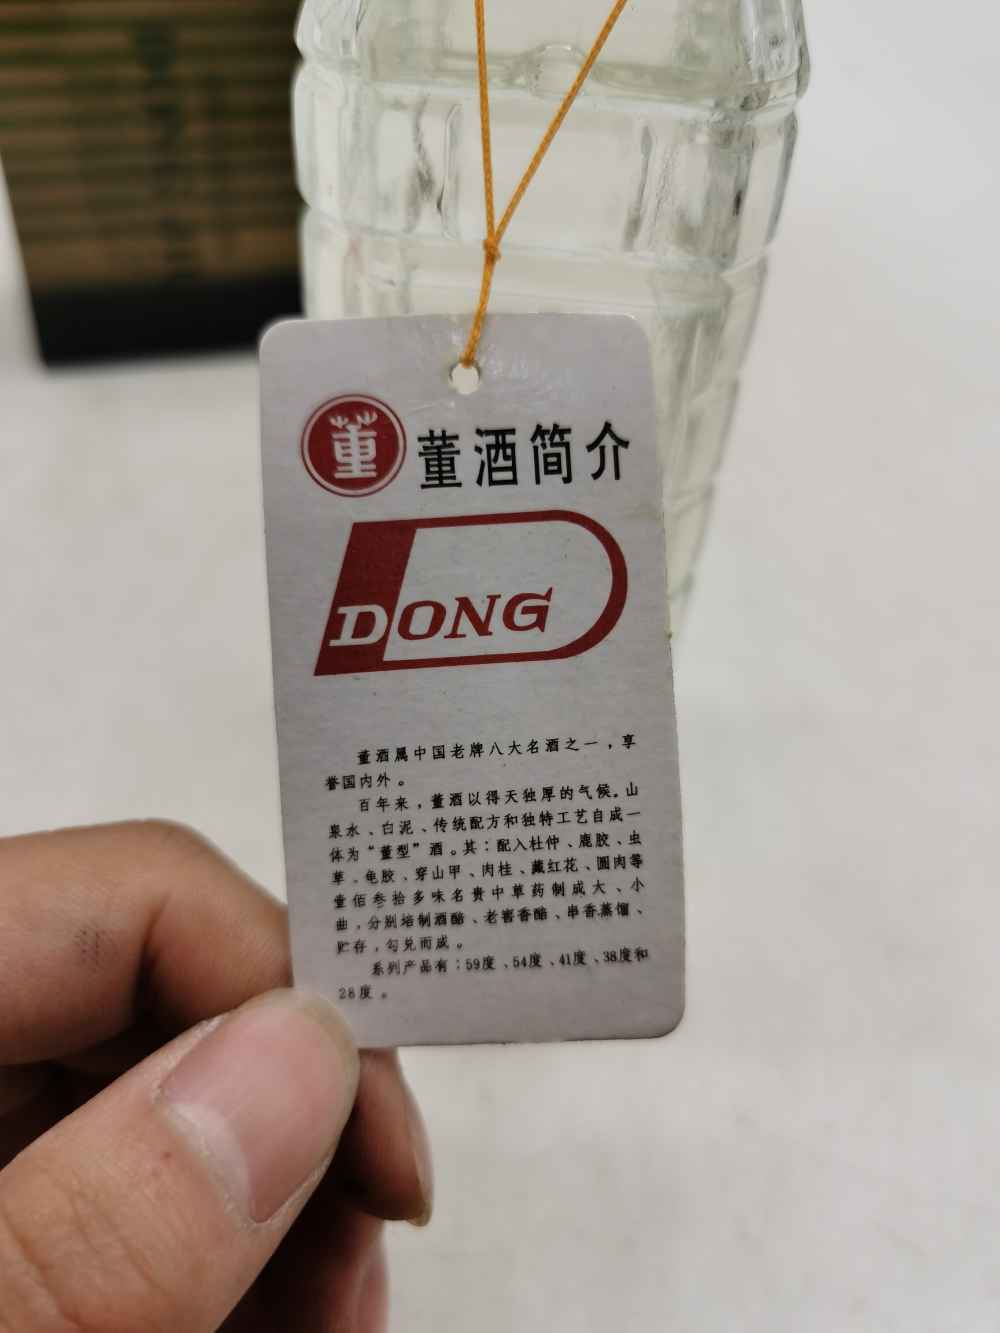 董
董酒简介
DONG
董酒属中国老牌八大名酒之一，享
誉国内外。
百年来，董酒以得天独厚的气候。山
泉水、白泥、传统配方和独特工艺自成一
体为“董型”酒。其：配入杜仲、鹿胶、虫
草、龟胶、穿山甲、肉桂、藏红花、圆肉等
壹佰叁拾多味名贵中草药制成大、小
曲，分别培制酒醅、老窖香醅、串香蒸馏、
贮存，勾兑而成。
系列产品有：59度、54度、41度、38度和
28度。